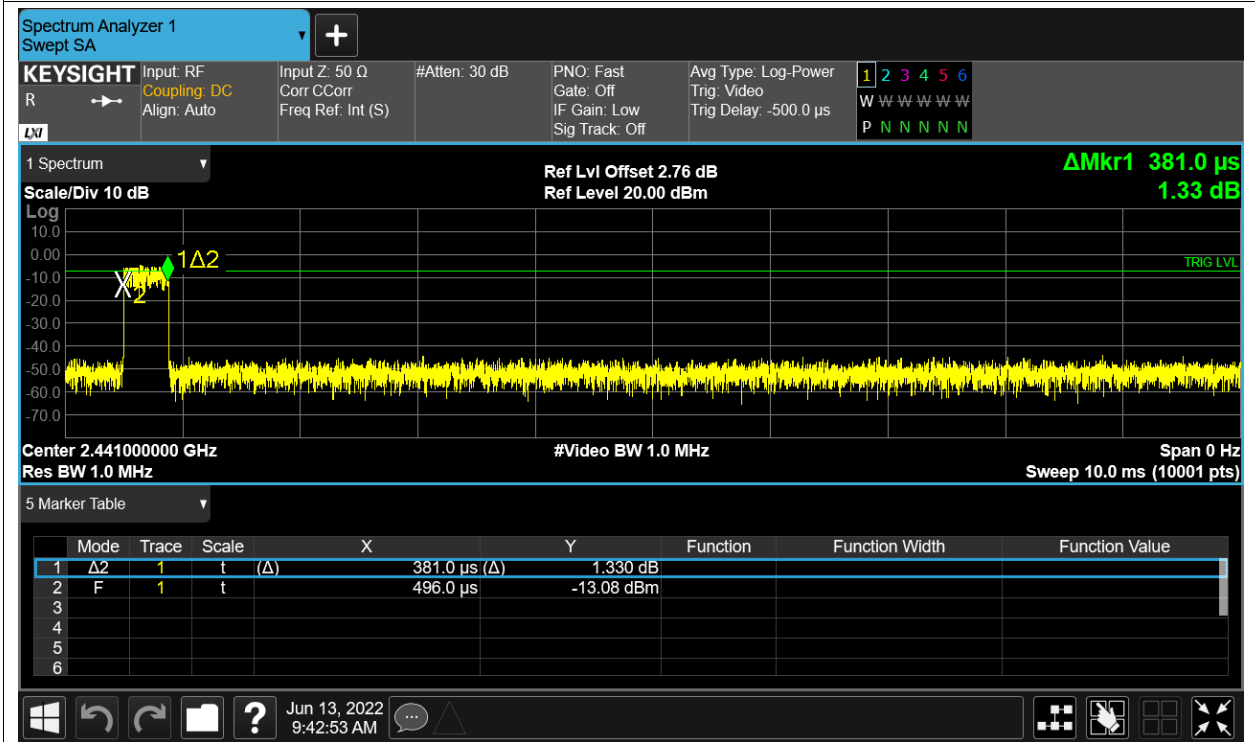 Spectrum Analyzer 1
Swept SA
+
KEYSIGHT Input: RF Input Z: 50 Ω #Atten: 30 dB PNO: Fast Avg Type: Log-Power 1 2 3 4 5 6
R Coupling: DC Corr CCorr Gate: Off Trig: Video W W W W W W
Align: Auto Freq Ref: Int (S) IF Gain: Low Trig Delay: -500.0 µs
LXI Sig Track: Off P N N N N N
1 Spectrum Ref Lvl Offset 2.76 dB ΔMkr1 381.0 µs
Scale/Div 10 dB Ref Level 20.00 dBm 1.33 dB
Log
10.0
0.00 1Δ2 TRIG LVL
-10.0 X2
-20.0
-30.0
-40.0
-50.0
-60.0
-70.0
Center 2.441000000 GHz #Video BW 1.0 MHz Span 0 Hz
Res BW 1.0 MHz Sweep 10.0 ms (10001 pts)
5 Marker Table
Mode Trace Scale X Y Function Function Width Function Value
1 Δ2 1 t (Δ) 381.0 µs (Δ) 1.330 dB
2 F 1 t 496.0 µs -13.08 dBm
3
4
5
6
? Jun 13, 2022
9:42:53 AM